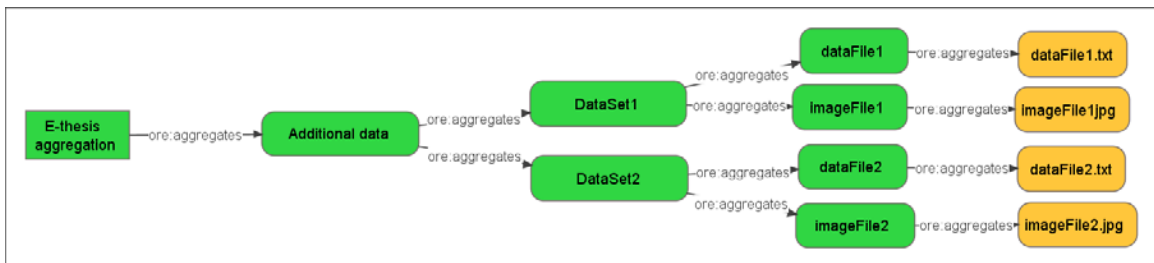 E-thesis
aggregation
ore:aggregates
Additional data
ore:aggregates
ore:aggregates
DataSet1
DataSet2
ore:aggregates
ore:aggregates
ore:aggregates
ore:aggregates
dataFile1
imageFile1
dataFile2
imageFile2
ore:aggregates
ore:aggregates
ore:aggregates
ore:aggregates
dataFile1.txt
imageFile1jpg
dataFile2.txt
imageFile2.jpg